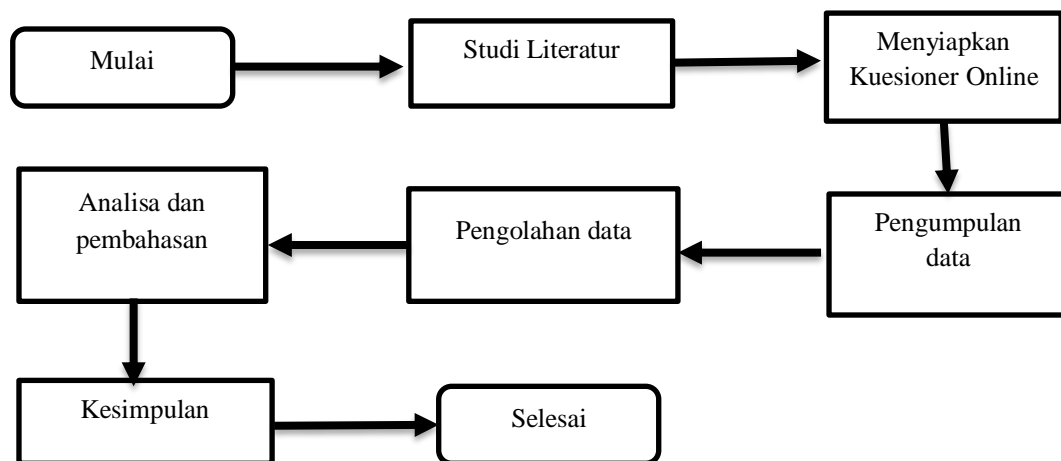 Mulai
Studi Literatur
Menyiapkan
Kuesioner Online
Pengumpulan
data
Pengolahan data
Analisa dan
pembahasan
Kesimpulan
Selesai